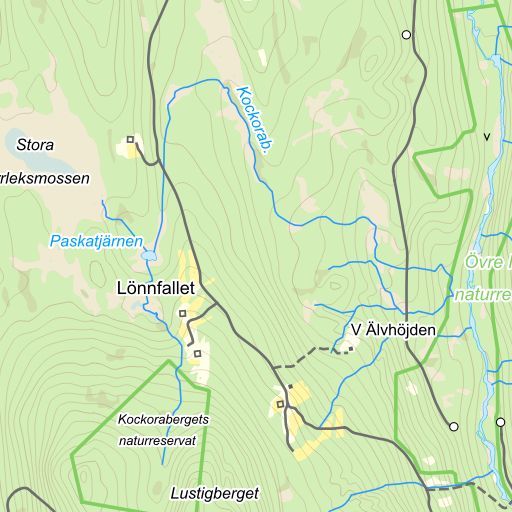 Kockorab.
Stora
rleksmossen
Paskatjärnen
Övre
Lönnfallet
naturre
V Älvhöjden
Kockorabergets
naturreservat
Lustigberget